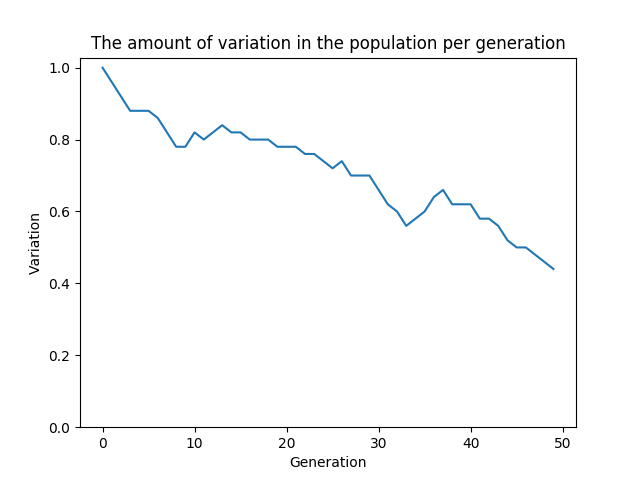 The amount of variation in the population per generation
1.0
0.8
0.6
0.4
0.2
0.0
Variation
0 10 20 30 40 50
Generation